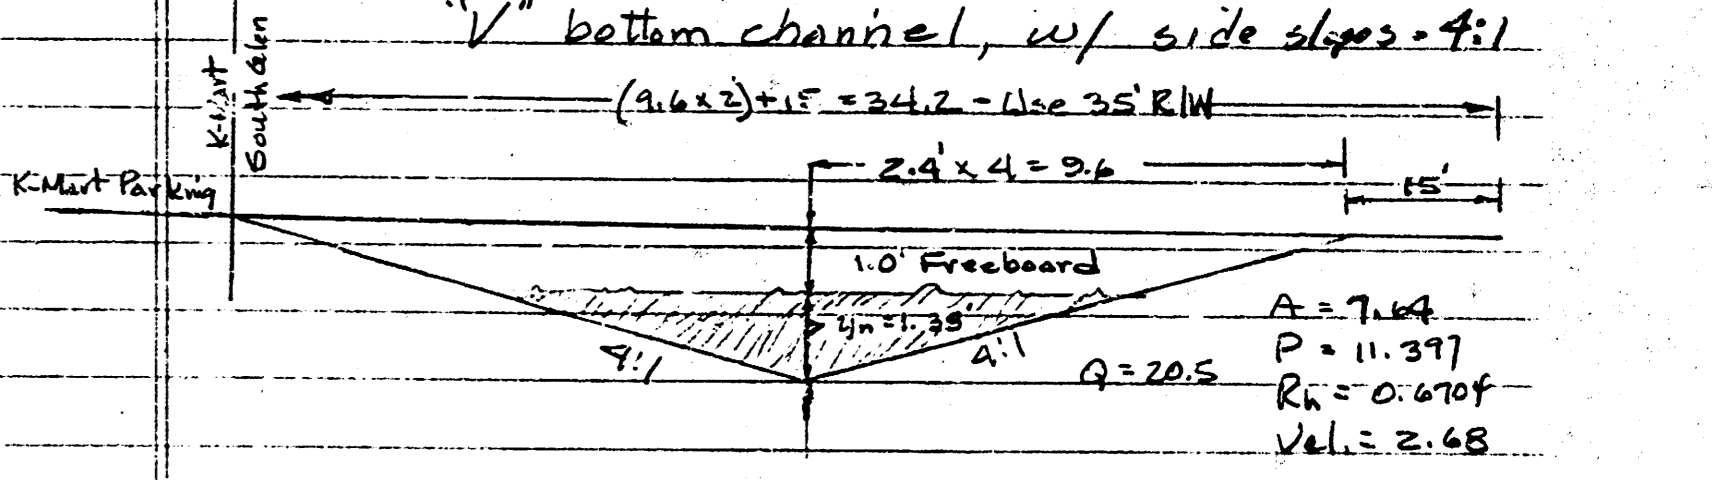 "V" bottom channel, w/ side slopes = 4:1
K-Mart
South Glen
(9.6 x 2) + 15 = 34.2 - Use 35' R/W
2.4' x 4 = 9.6
15'
K-Mart Parking
1.0' Freeboard
yn = 1.38'
4:1
4:1
Q = 20.5
A = 7.64
P = 11.397
Rh = 0.6704
Vel. = 2.68